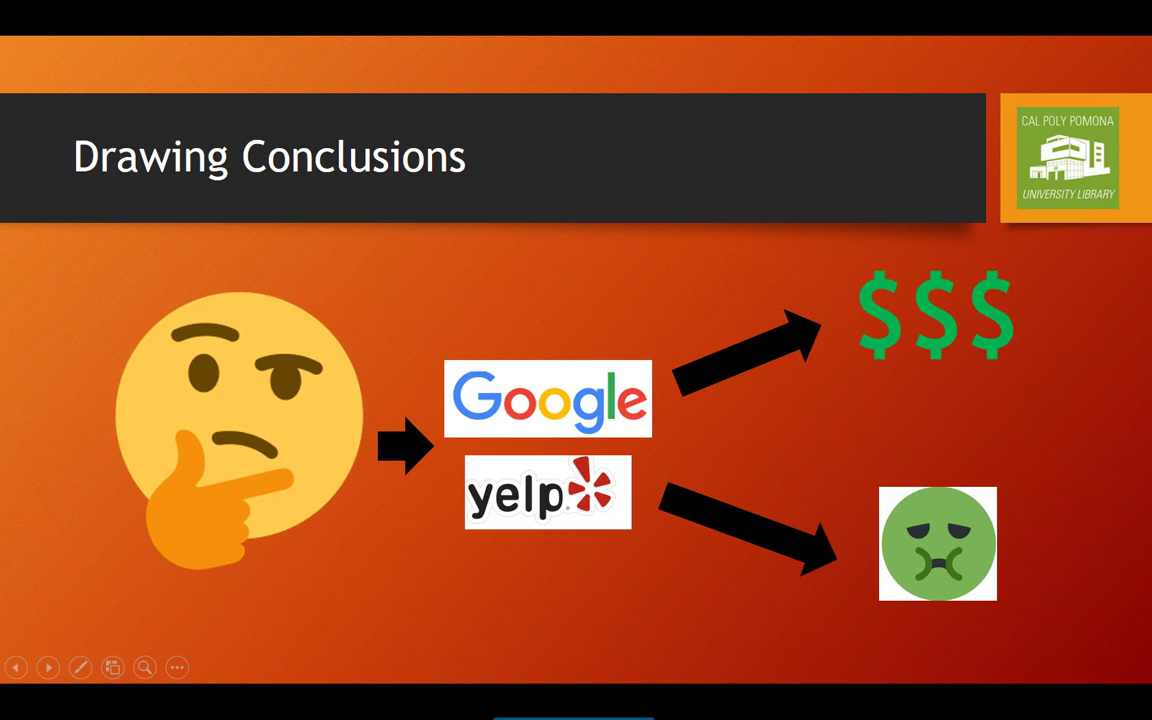 Drawing Conclusions
CAL POLY POMONA
UNIVERSITY LIBRARY
$$$
Google
yelp